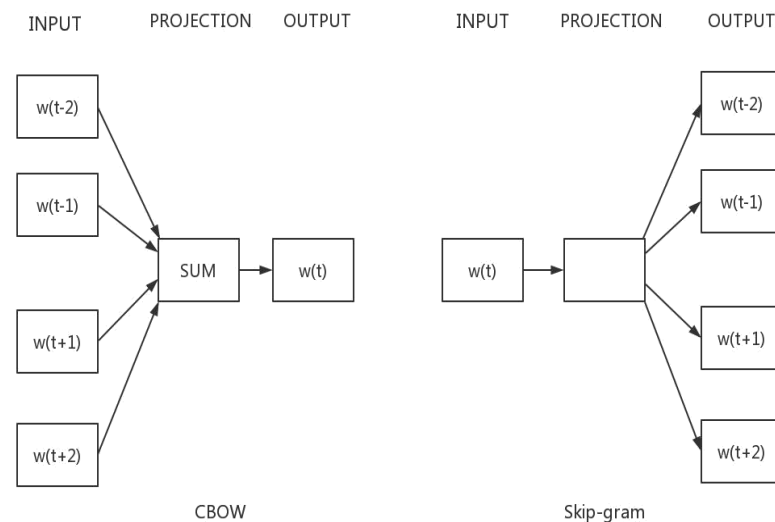 INPUT PROJECTION OUTPUT
w(t-2)
w(t-1)
SUM
w(t)
w(t+1)
w(t+2)
CBOW
INPUT PROJECTION OUTPUT
w(t)
w(t-2)
w(t-1)
w(t+1)
w(t+2)
Skip-gram